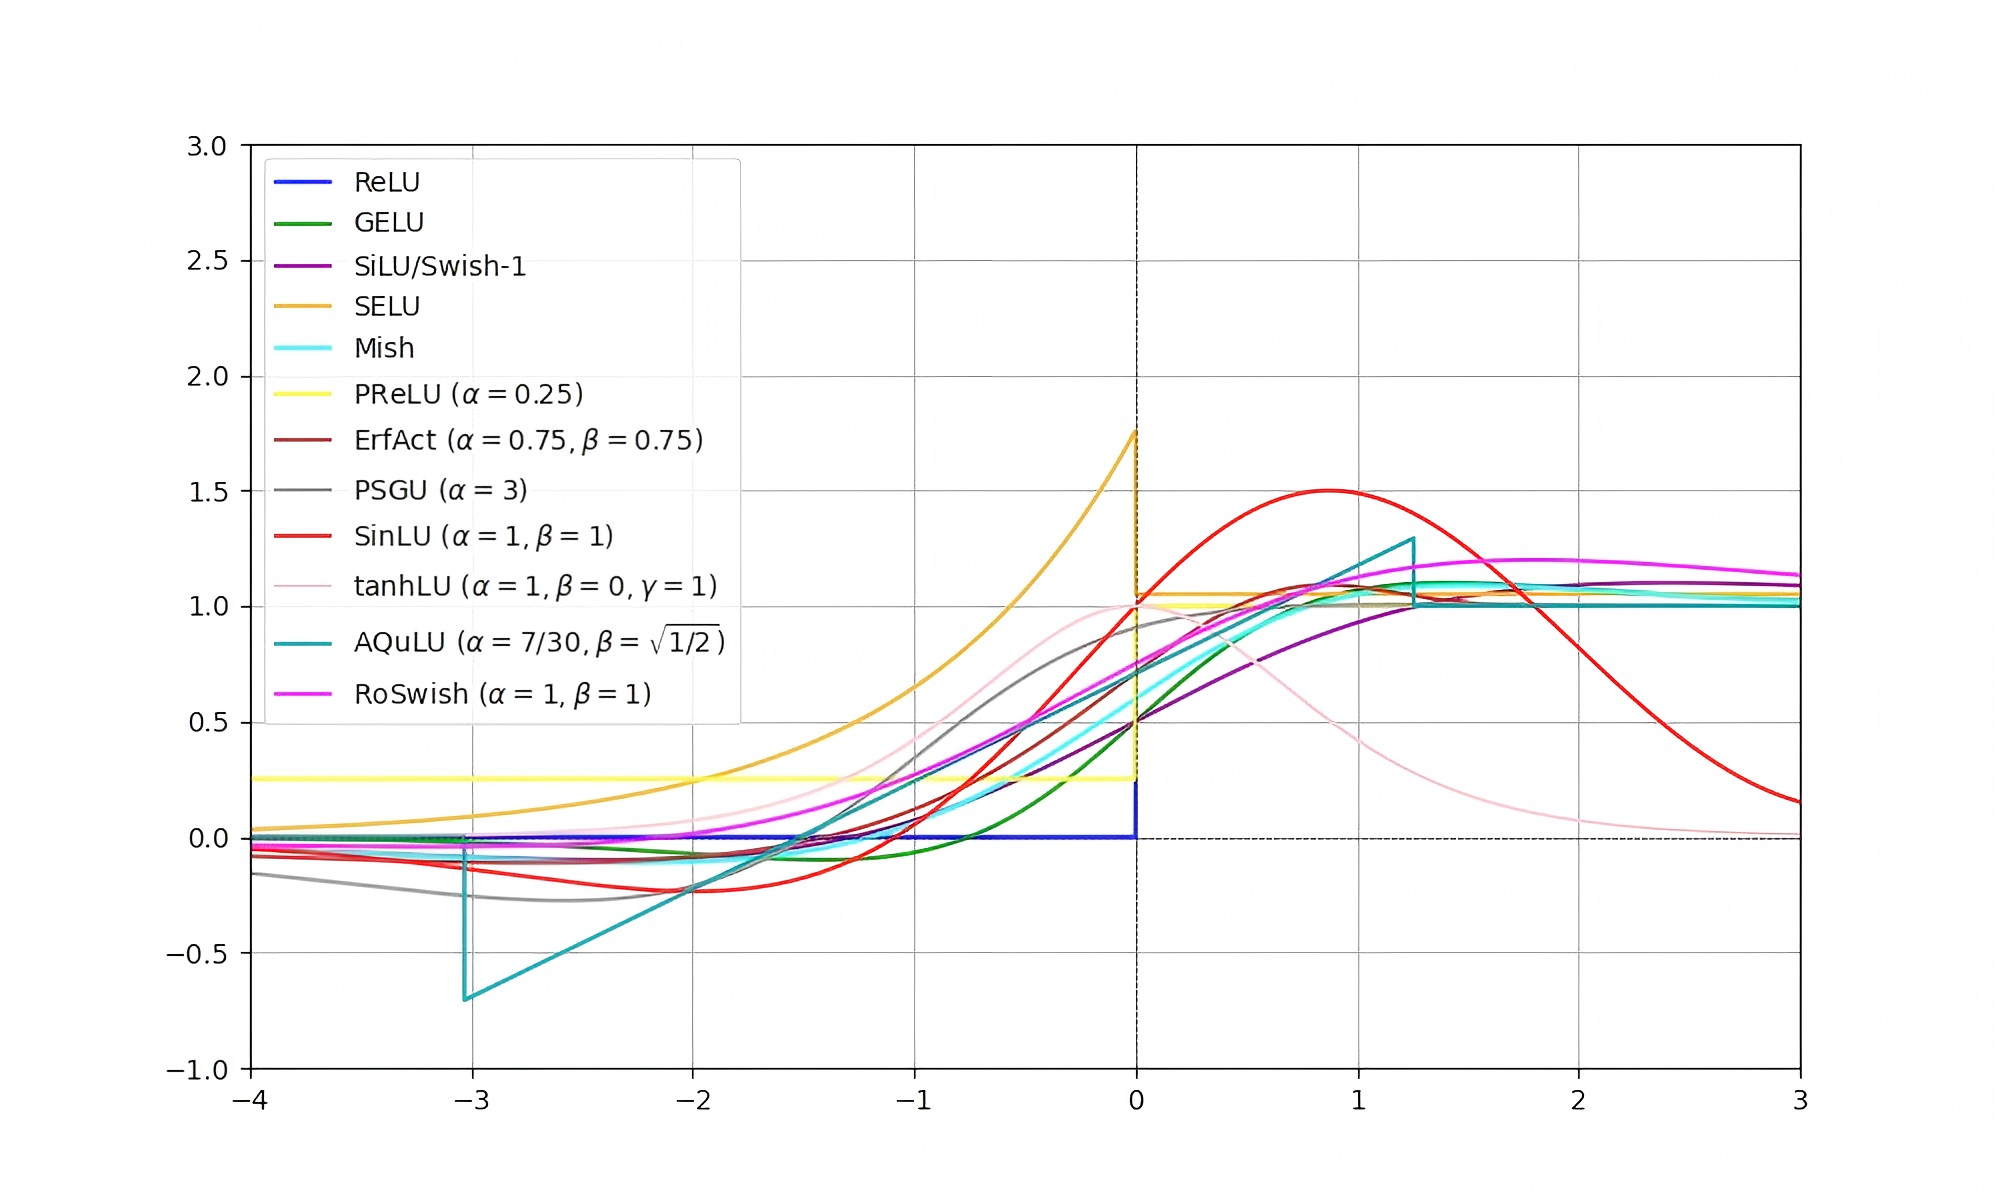 3.0
2.5
2.0
1.5
1.0
0.5
0.0
−0.5
−1.0
ReLU
GELU
SiLU/Swish-1
SELU
Mish
PReLU (α = 0.25)
ErfAct (α = 0.75, β = 0.75)
PSGU (α = 3)
SinLU (α = 1, β = 1)
tanhLU (α = 1, β = 0, γ = 1)
AQuLU (α = 7/30, β = √1/2)
RoSwish (α = 1, β = 1)
−4 −3 −2 −1 0 1 2 3